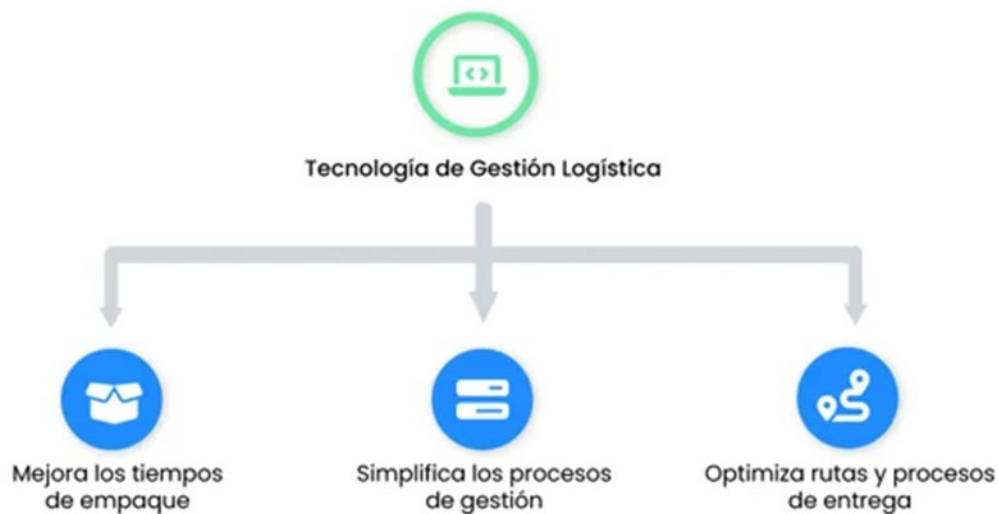 Tecnología de Gestión Logística
Mejora los tiempos
de empaque
Simplifica los procesos
de gestión
Optimiza rutas y procesos
de entrega